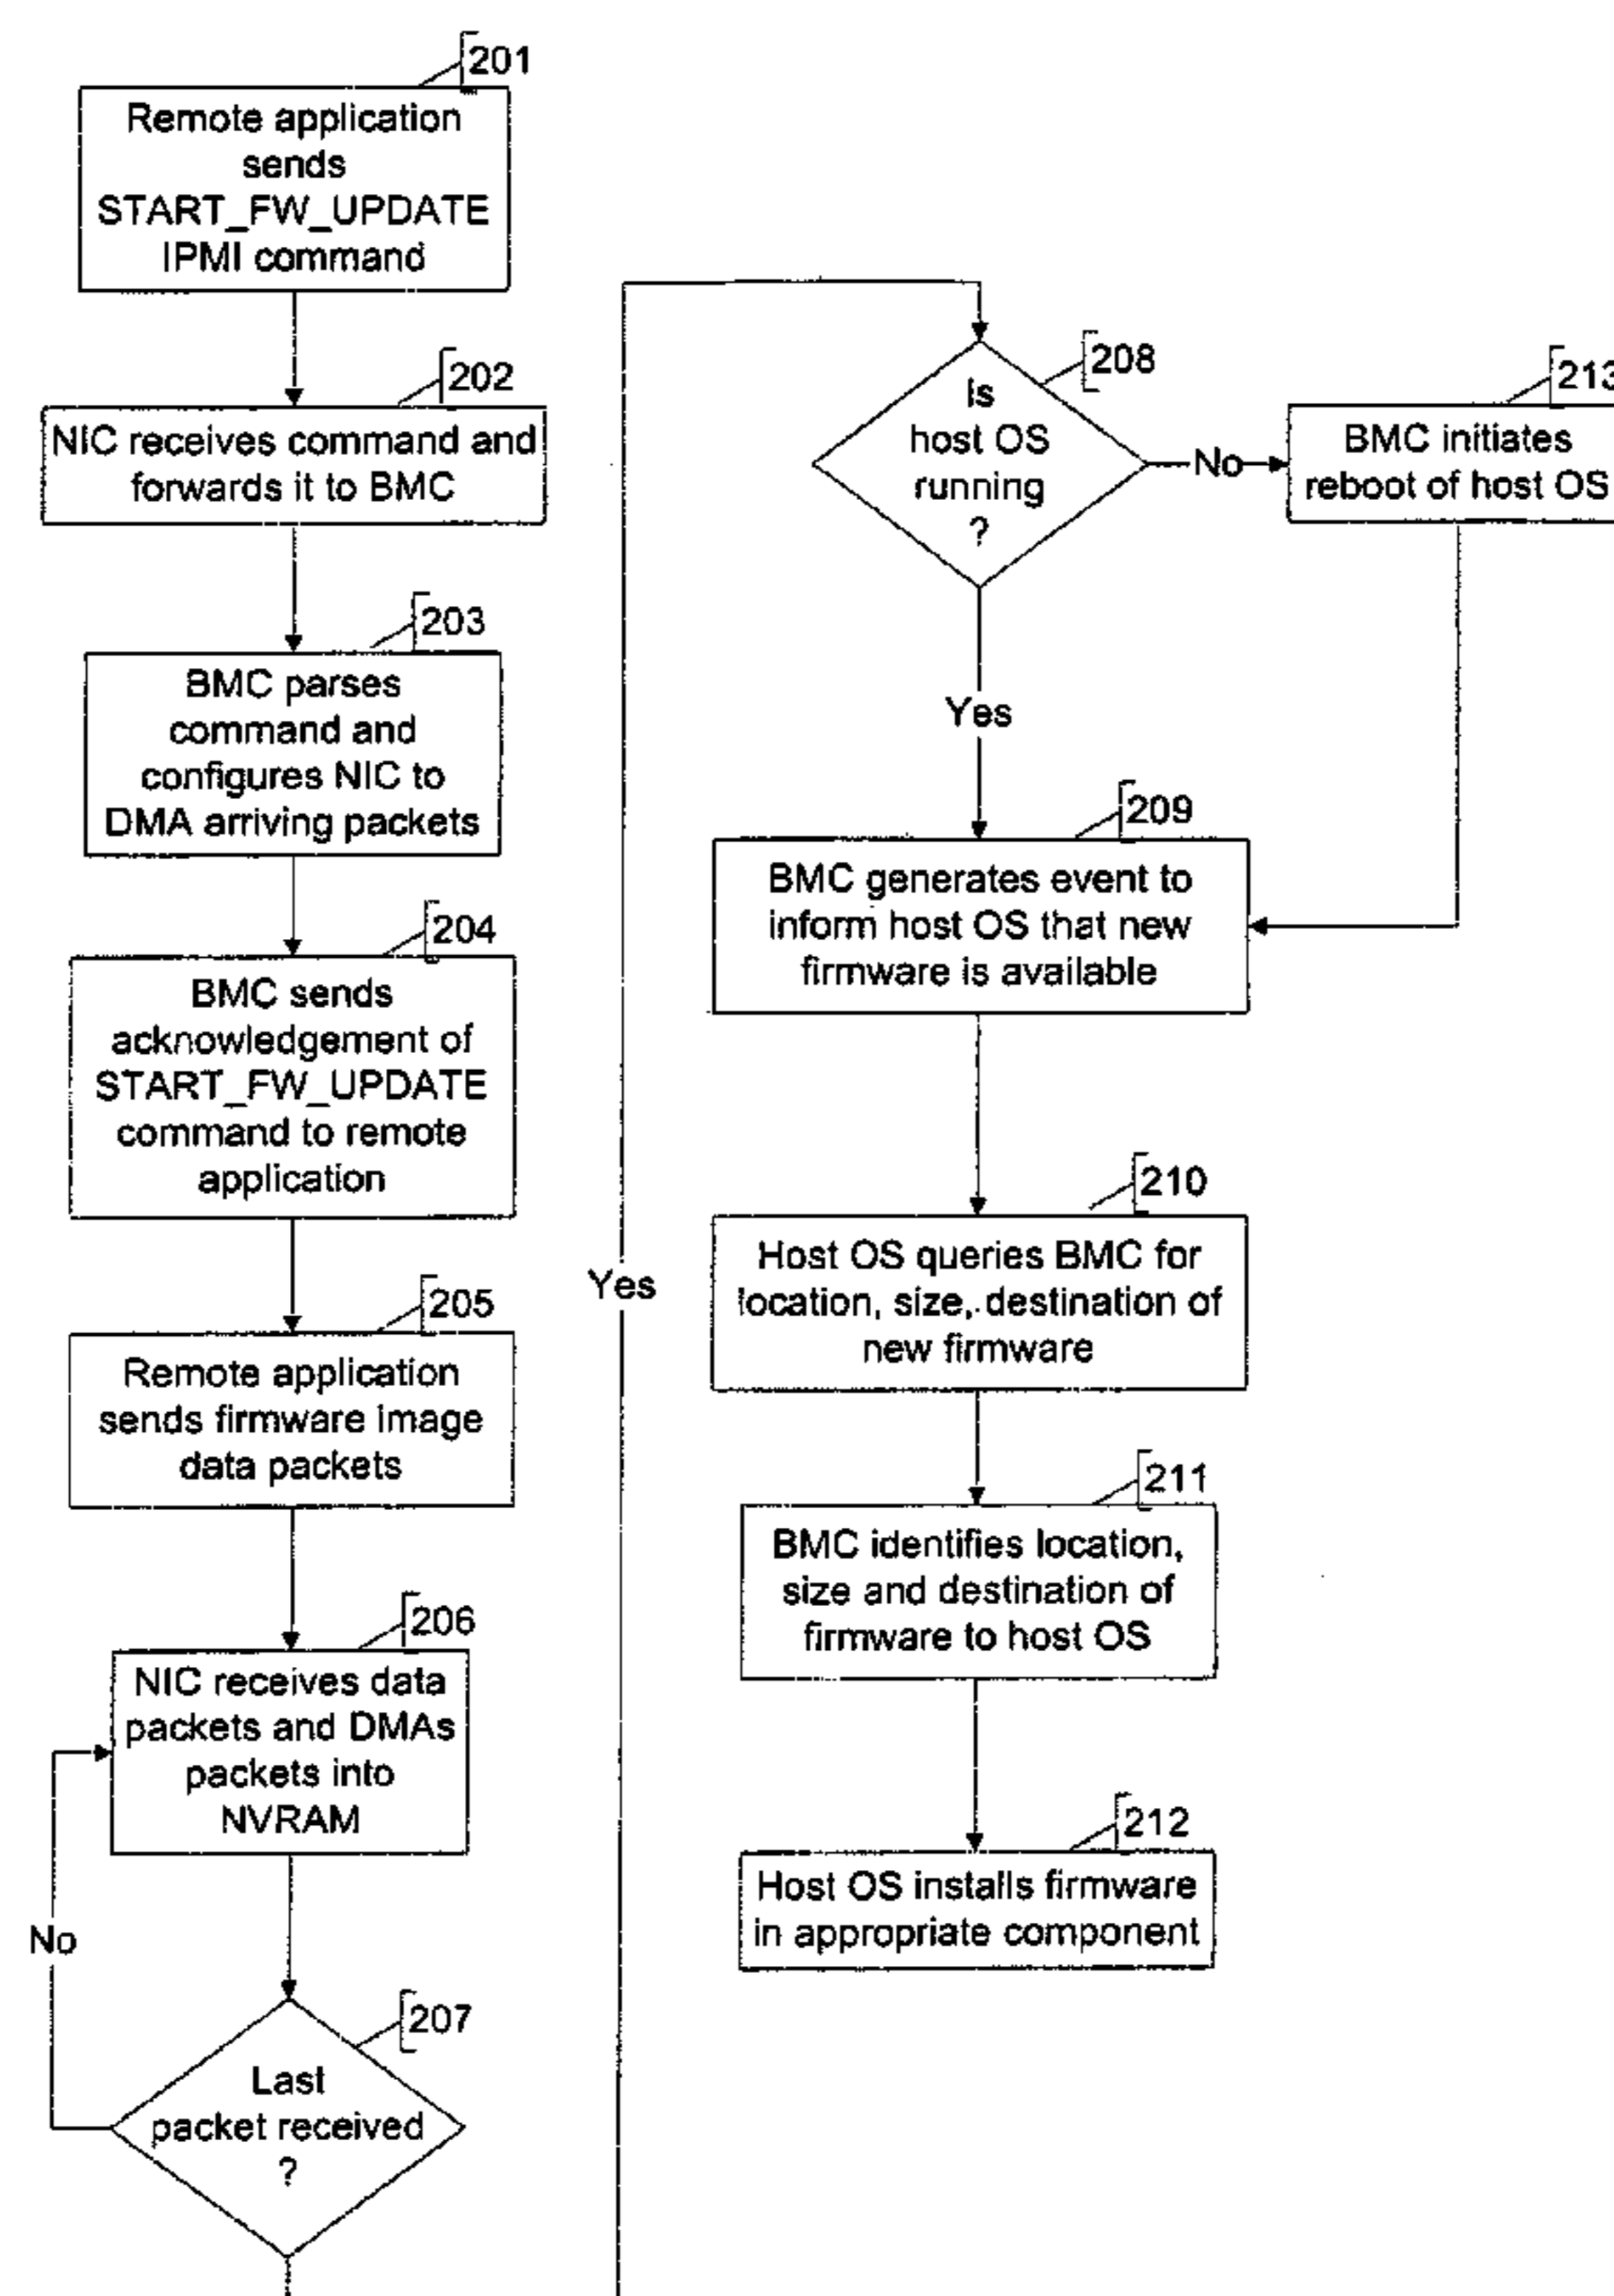 201
Remote application
sends
START_FW_UPDATE
IPMI command
202
NIC receives command and
forwards it to BMC
203
BMC parses
command and
configures NIC to
DMA arriving packets
204
BMC sends
acknowledgement of
START_FW_UPDATE
command to remote
application
205
Remote application
sends firmware image
data packets
206
NIC receives data
packets and DMAs
packets into
NVRAM
No
207
Last
packet received
?
Yes
208
Is
host OS
running
?
No
213
BMC initiates
reboot of host OS
Yes
209
BMC generates event to
inform host OS that new
firmware is available
210
Host OS queries BMC for
location, size, destination of
new firmware
211
BMC identifies location,
size and destination of
firmware to host OS
212
Host OS installs firmware
in appropriate component